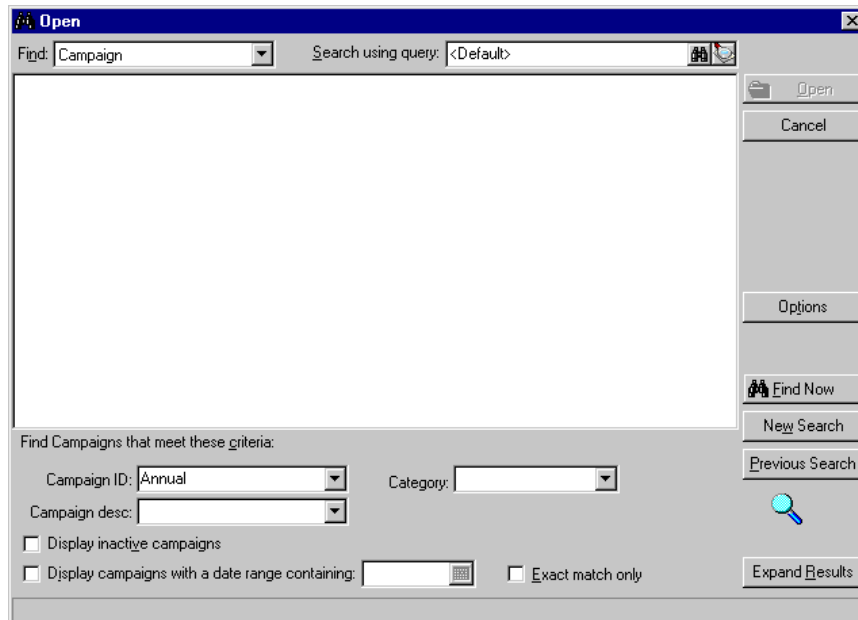 Open
Find: Campaign Search using query: <Default>
Open
Cancel
Options
Find Now
New Search
Find Campaigns that meet these criteria:
Previous Search
Campaign ID: Annual Category:
Campaign desc:
Display inactive campaigns
Display campaigns with a date range containing: Exact match only
Expand Results